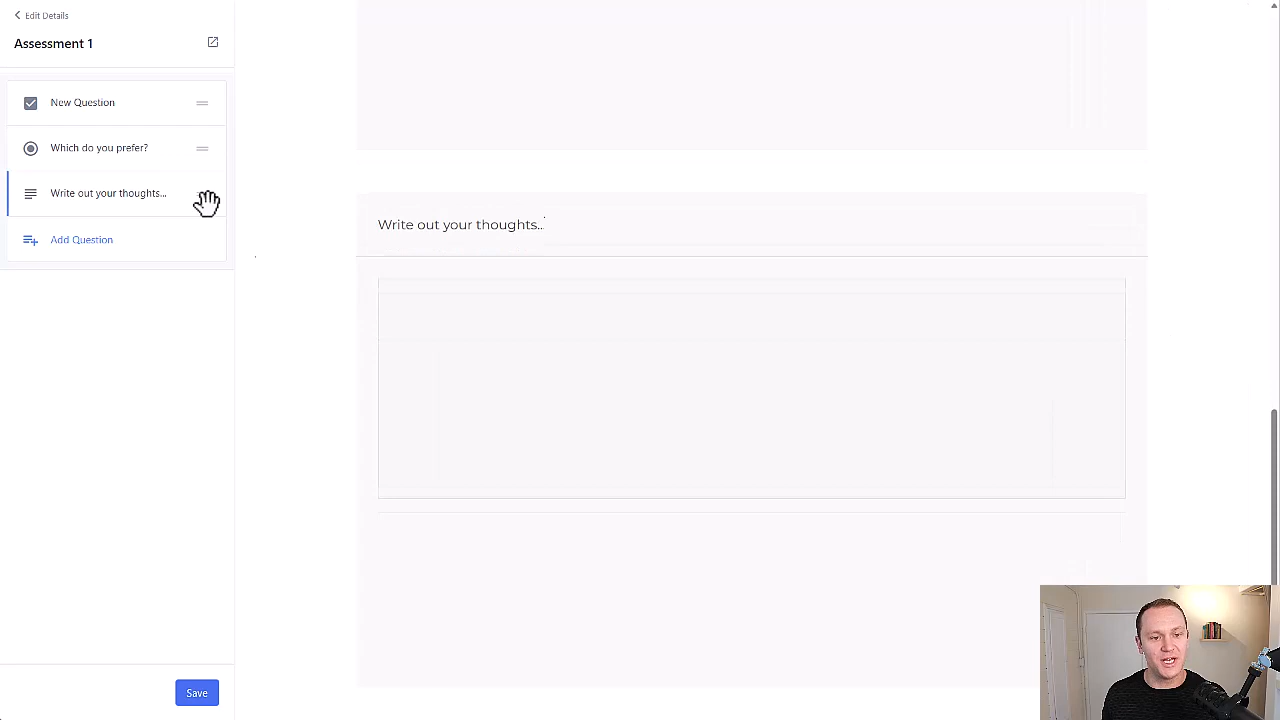 Edit Details
Assessment 1
New Question
Which do you prefer?
Write out your thoughts...
Add Question
Write out your thoughts...
Save